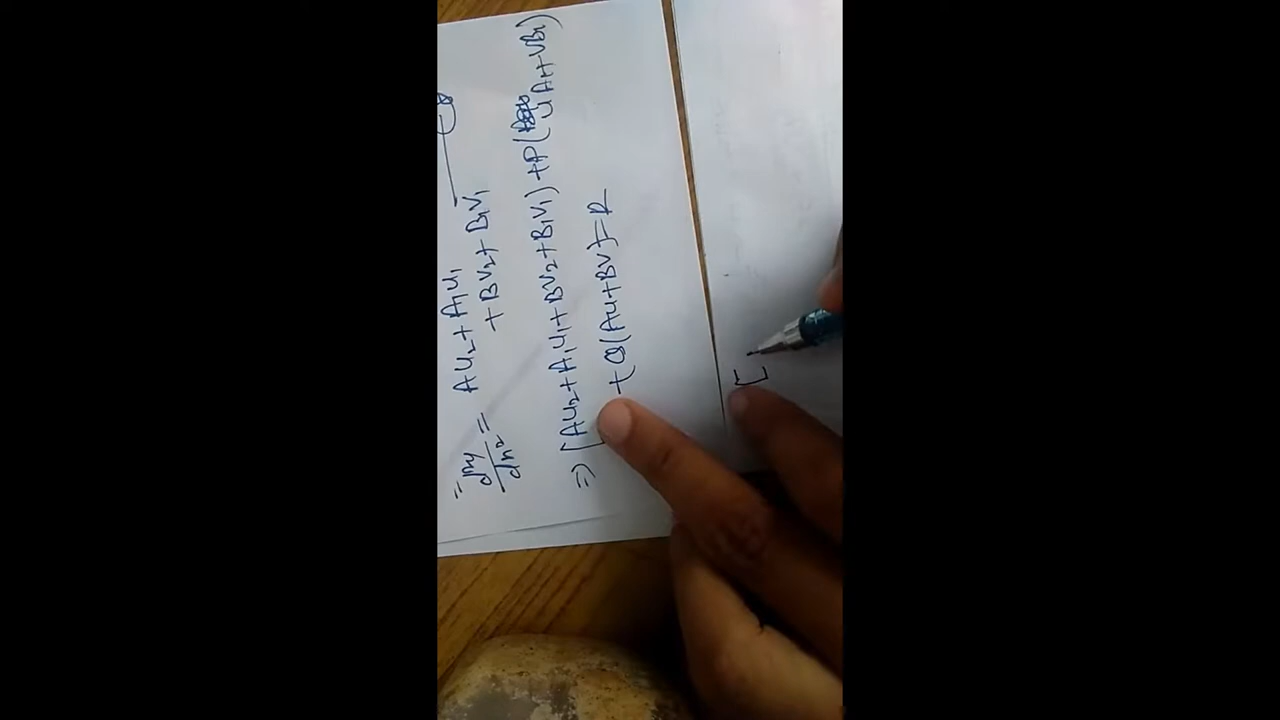 =
d²y/dx² = Au₂ + A₁u₁
+ Bv₂ + B₁v₁
⇒ [Au₂ + A₁u₁ + Bv₂ + B₁v₁) + P( uA₁ + vB₁)
+ Q(Au + Bv) = R
[